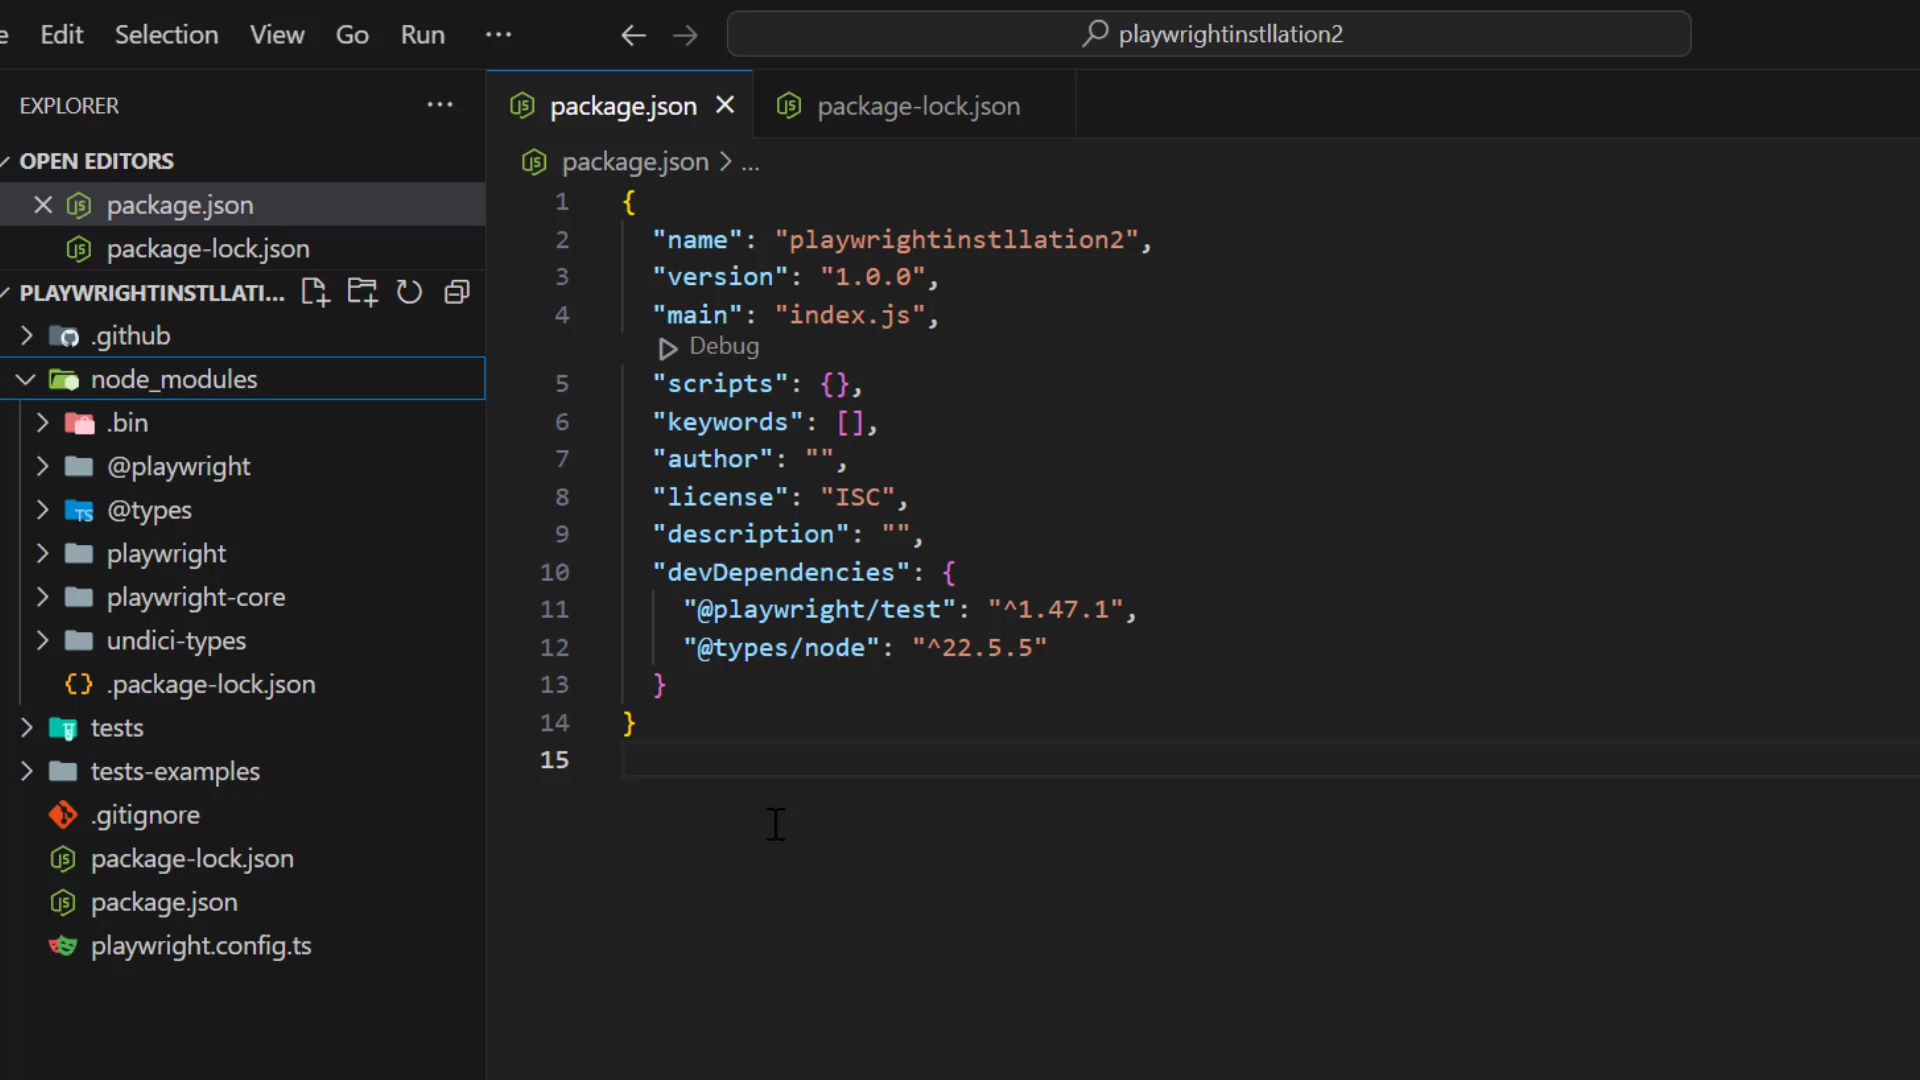 e Edit Selection View Go Run ···
playwrightinstllation2
EXPLORER ···
OPEN EDITORS
package.json
package-lock.json
PLAYWRIGHTINSTLLATI...
.github
node_modules
.bin
@playwright
@types
playwright
playwright-core
undici-types
{} .package-lock.json
tests
tests-examples
.gitignore
package-lock.json
package.json
playwright.config.ts
package.json package-lock.json
package.json > ...
1 {
2 "name": "playwrightinstllation2",
3 "version": "1.0.0",
4 "main": "index.js",
Debug
5 "scripts": {},
6 "keywords": [],
7 "author": "",
8 "license": "ISC",
9 "description": "",
10 "devDependencies": {
11 "@playwright/test": "^1.47.1",
12 "@types/node": "^22.5.5"
13 }
14 }
15